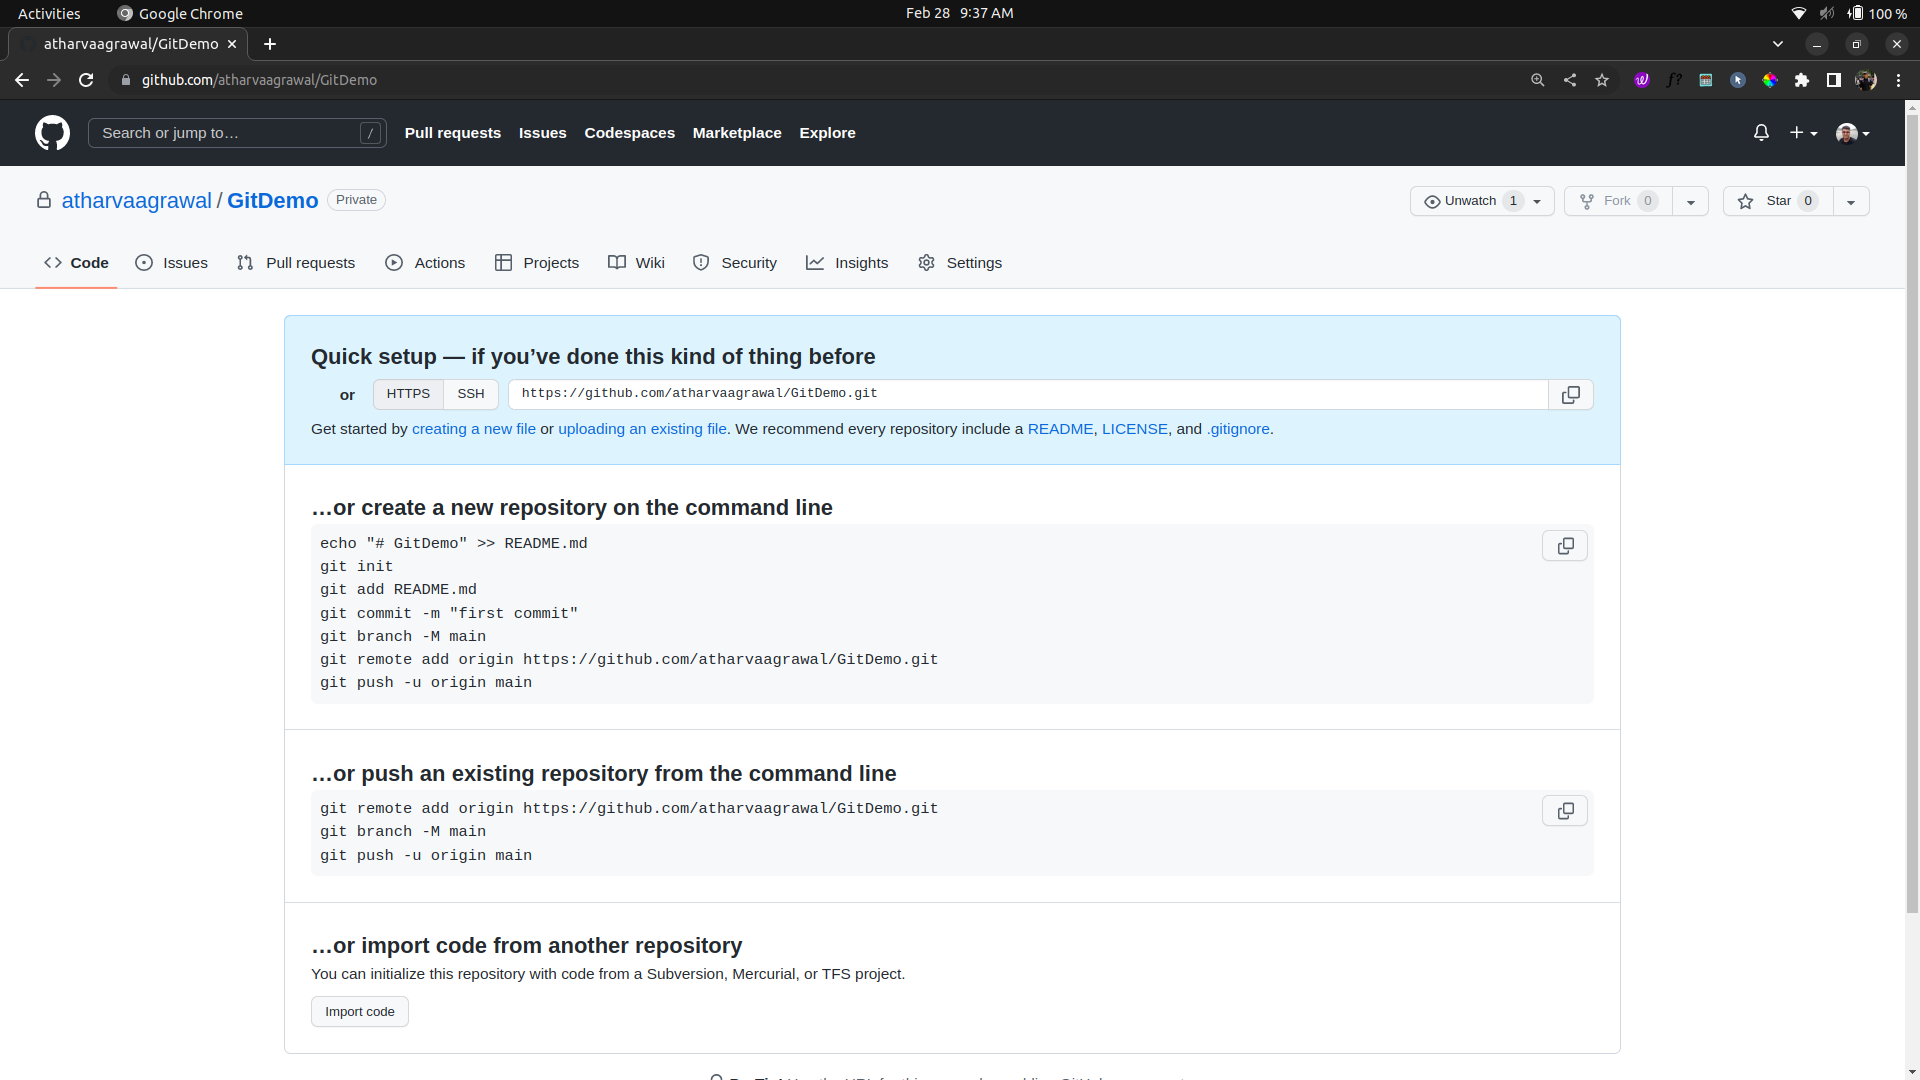 Activities
Google Chrome
Feb 28 9:37 AM
100 %
atharvaagrawal/GitDemo
github.com/atharvaagrawal/GitDemo
Search or jump to…
/
Pull requests
Issues
Codespaces
Marketplace
Explore
atharvaagrawal / GitDemo
Private
Unwatch 1
Fork 0
Star 0
Code
Issues
Pull requests
Actions
Projects
Wiki
Security
Insights
Settings
Quick setup — if you’ve done this kind of thing before
or
HTTPS
SSH
https://github.com/atharvaagrawal/GitDemo.git
Get started by creating a new file or uploading an existing file. We recommend every repository include a README, LICENSE, and .gitignore.
…or create a new repository on the command line
echo "# GitDemo" >> README.md
git init
git add README.md
git commit -m "first commit"
git branch -M main
git remote add origin https://github.com/atharvaagrawal/GitDemo.git
git push -u origin main
…or push an existing repository from the command line
git remote add origin https://github.com/atharvaagrawal/GitDemo.git
git branch -M main
git push -u origin main
…or import code from another repository
You can initialize this repository with code from a Subversion, Mercurial, or TFS project.
Import code